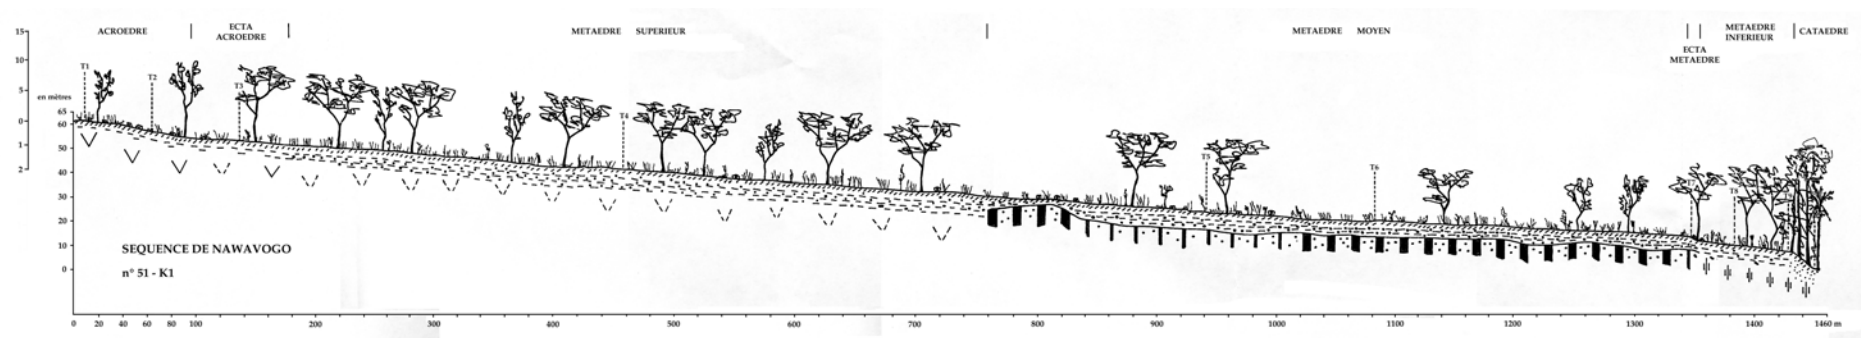 ACROEDRE
ECTA
ACROEDRE
METAEDRE SUPERIEUR
METAEDRE MOYEN
ECTA
METAEDRE
METAEDRE
INFERIEUR
CATAEDRE
15
10
5
0
1
2
en mètres
65
60
50
40
30
20
10
0
T1
T2
T3
T4
T5
T6
T7
T8
SEQUENCE DE NAWAVOGO
n° 51 - K1
0 20 40 60 80 100 200 300 400 500 600 700 800 900 1000 1100 1200 1300 1400 1460 m